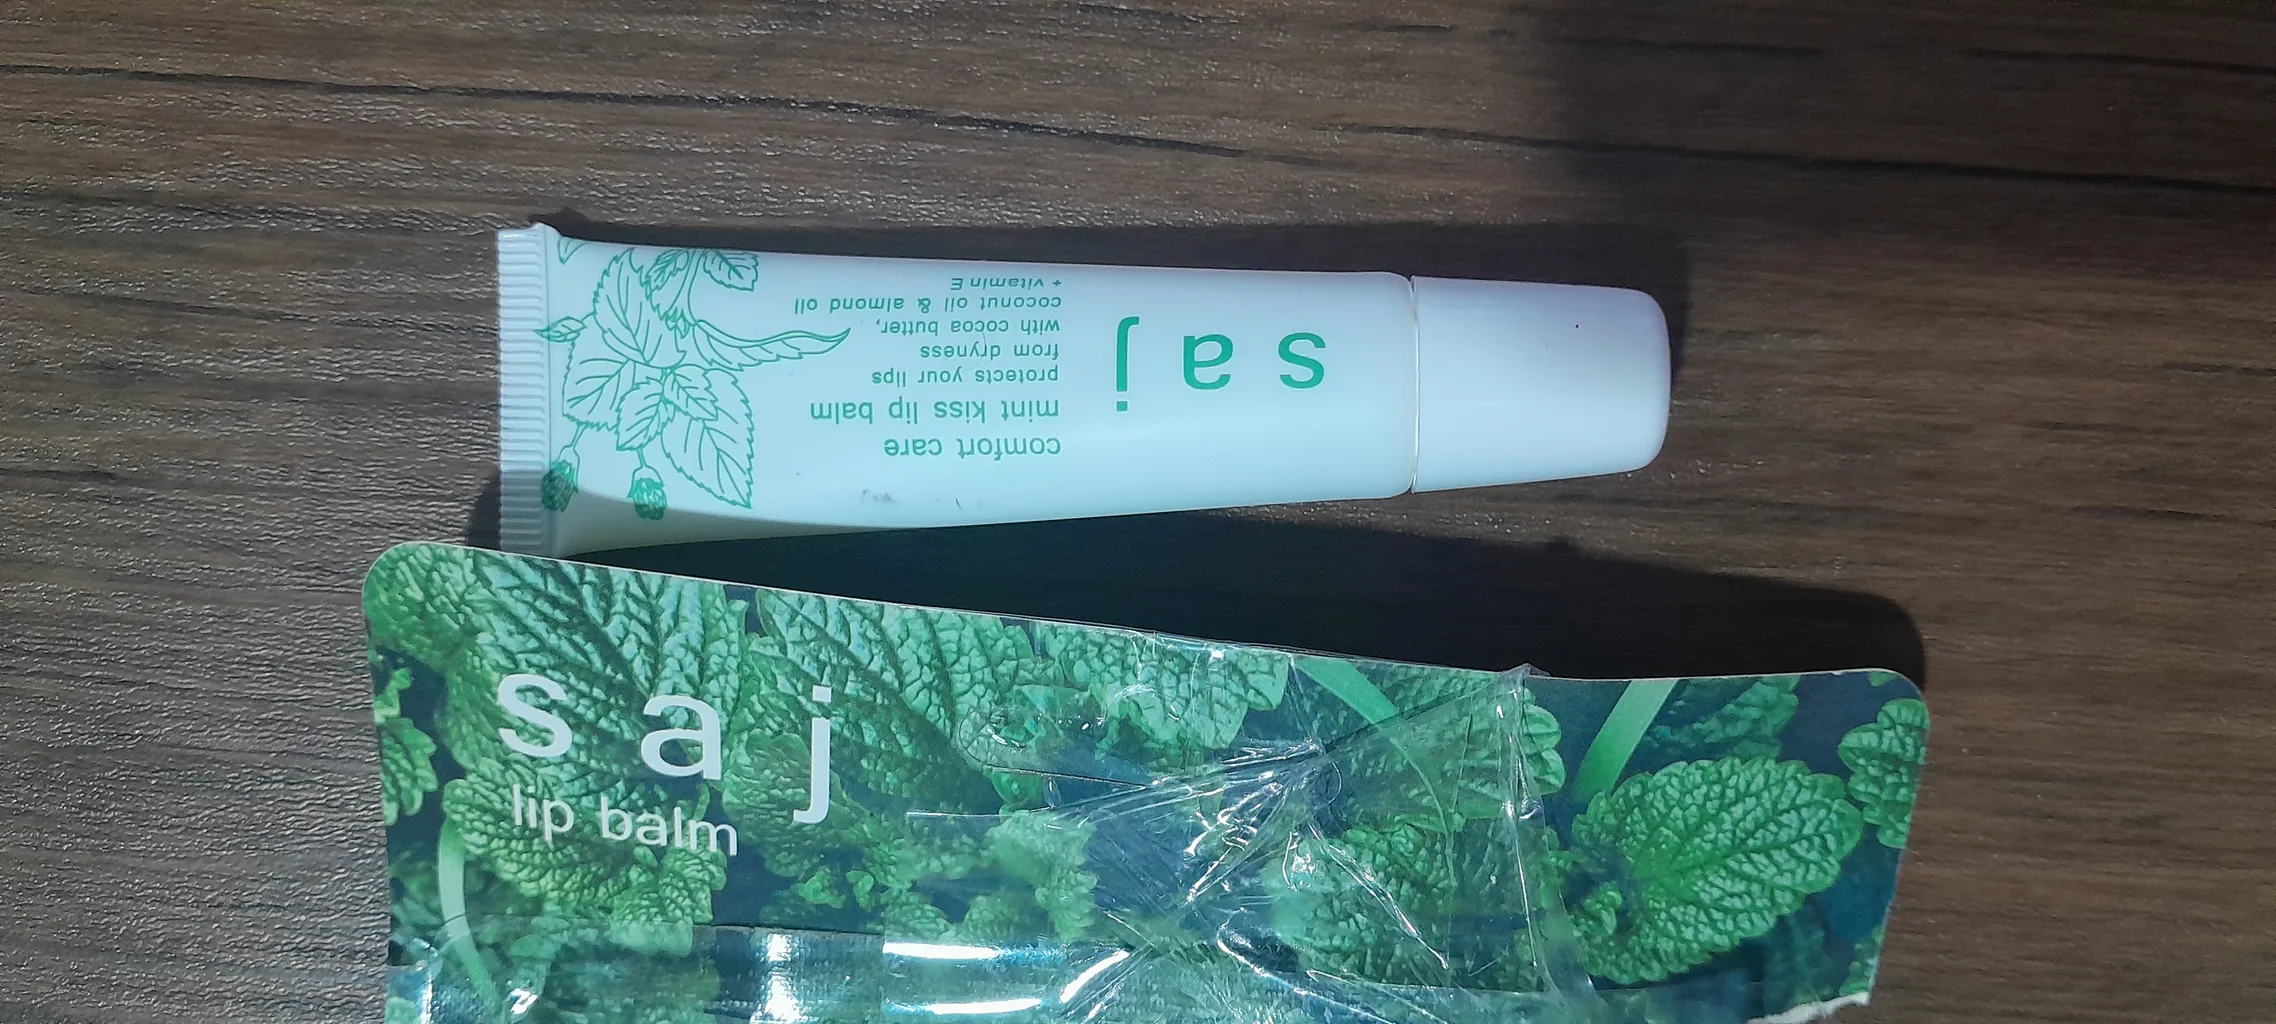 s a j
comfort care
mint kiss lip balm
protects your lips
from dryness
with cocoa butter,
coconut oil & almond oil
+ vitamin E
s a j
lip balm